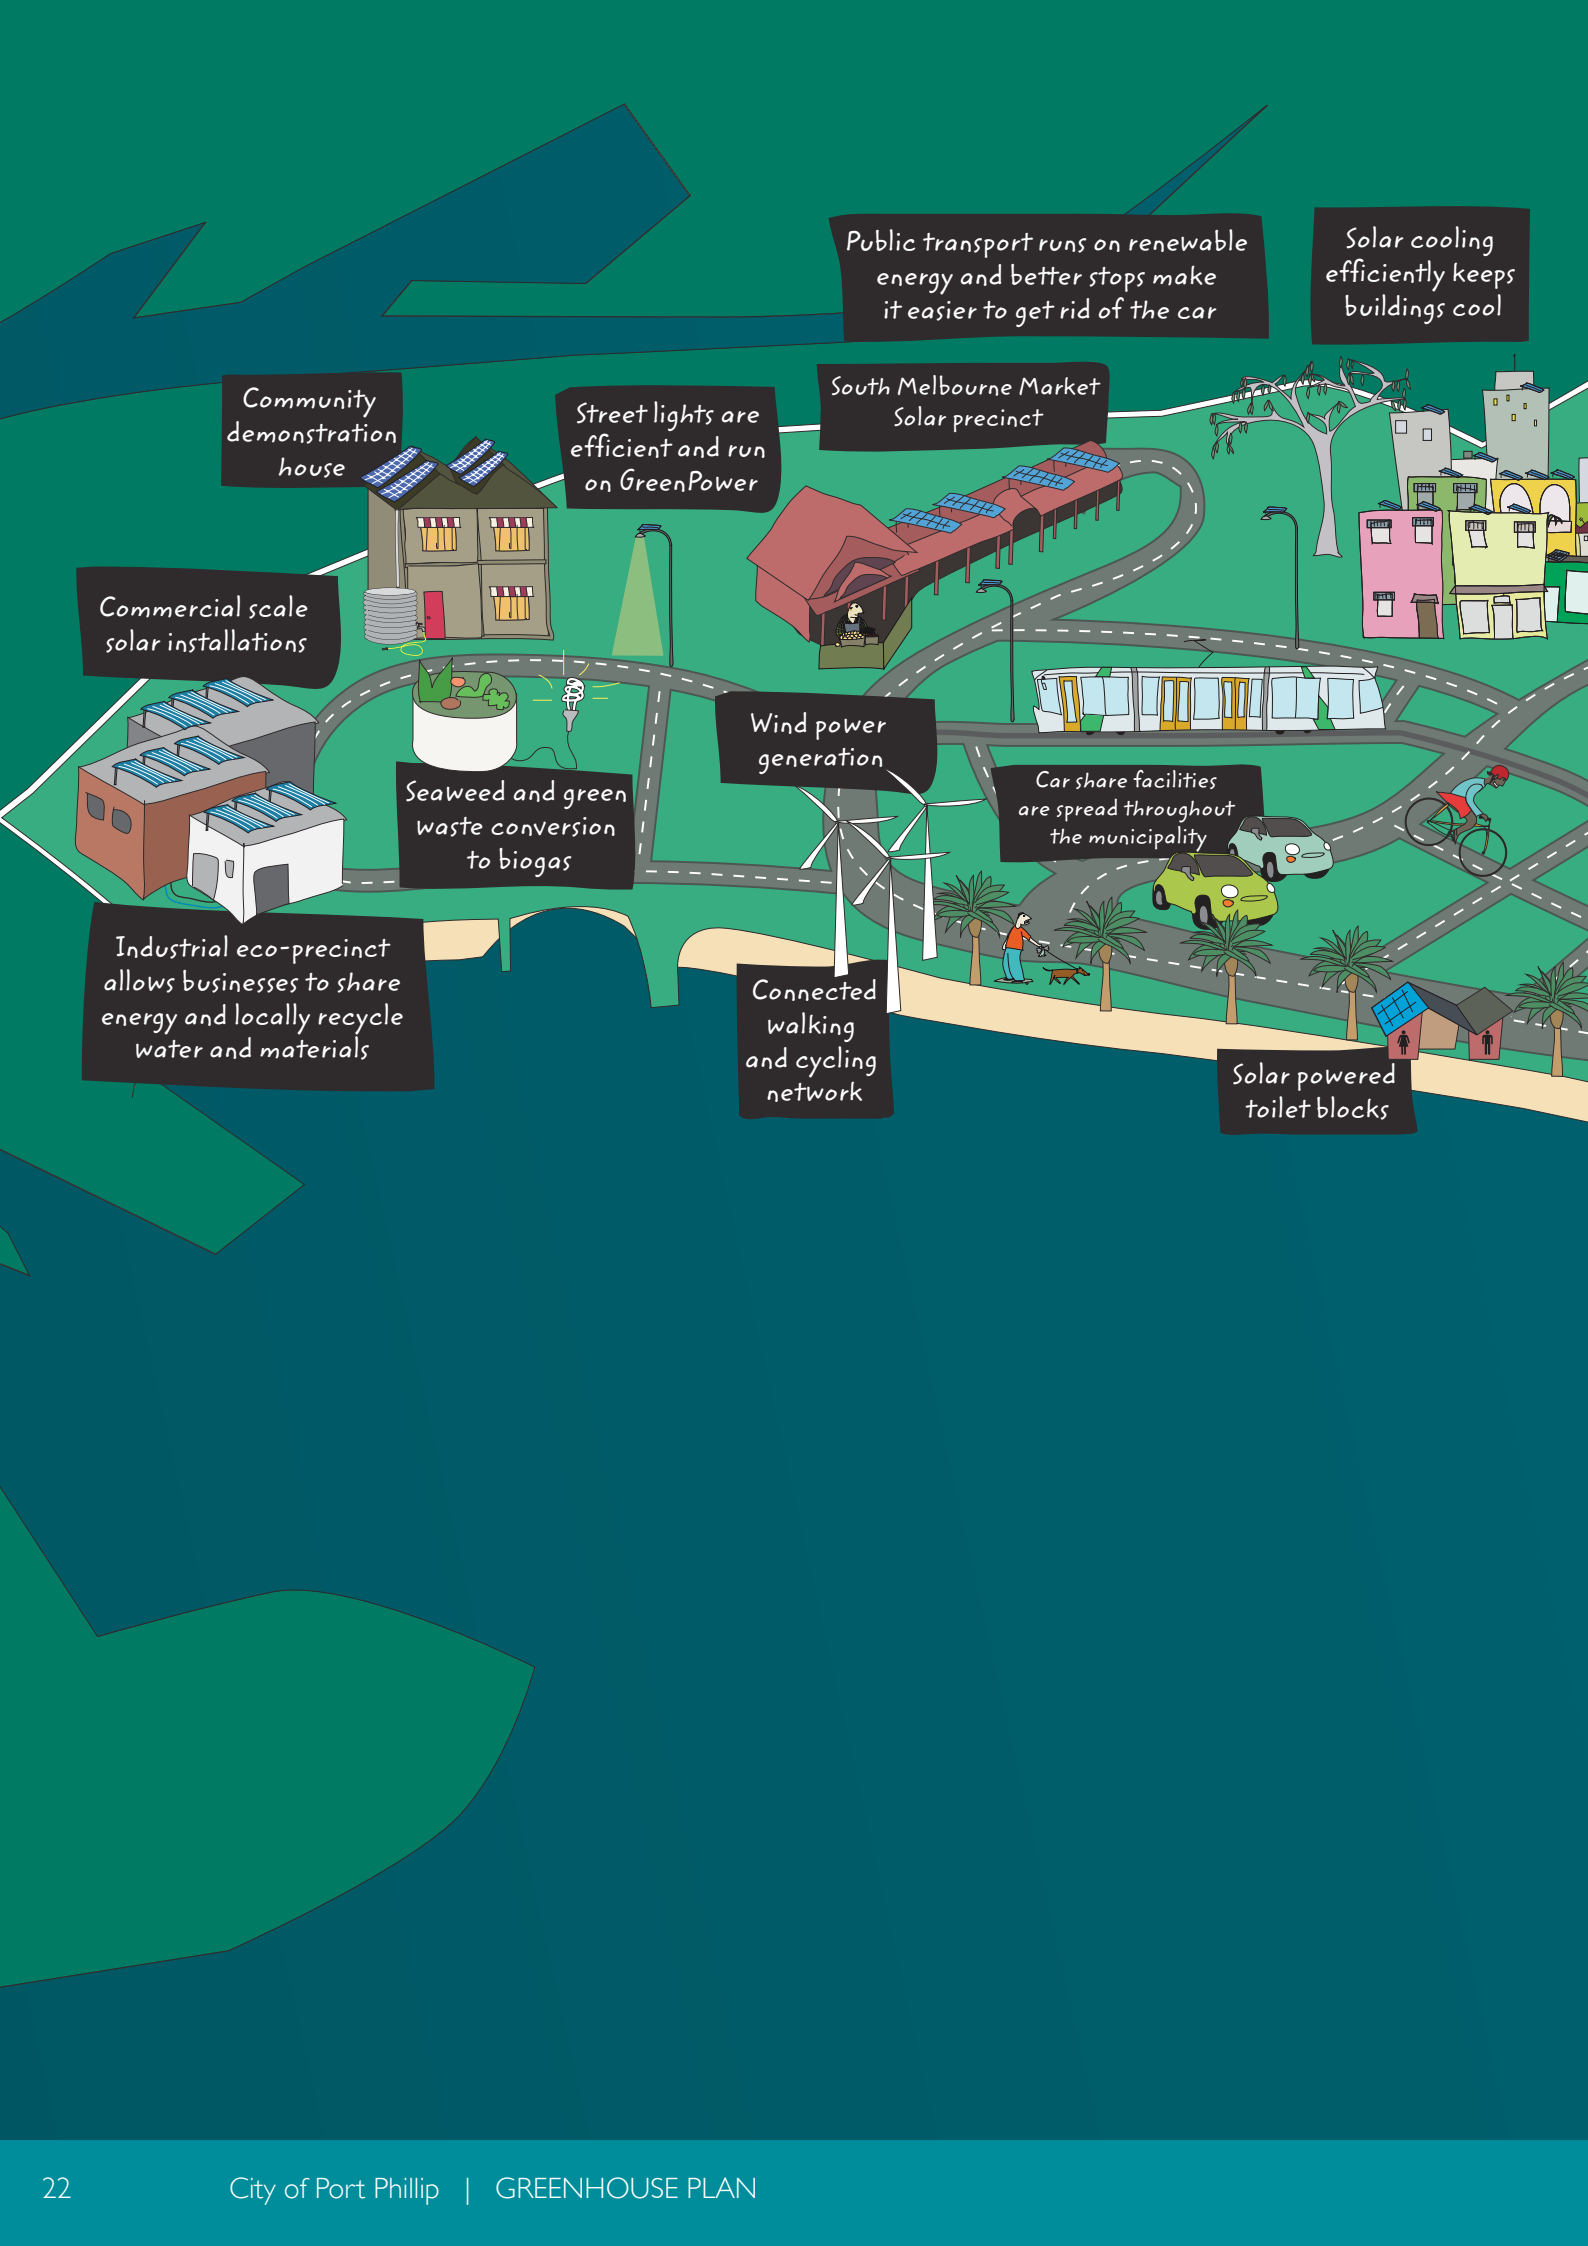 Public transport runs on renewable
energy and better stops make
it easier to get rid of the car
Solar cooling
efficiently keeps
buildings cool
Community
demonstration
house
Street lights are
efficient and run
on GreenPower
South Melbourne Market
Solar precinct
Commercial scale
solar installations
Wind power
generation
Seaweed and green
waste conversion
to biogas
Car share facilities
are spread throughout
the municipality
Industrial eco-precinct
allows businesses to share
energy and locally recycle
water and materials
Connected
walking
and cycling
network
Solar powered
toilet blocks
22 City of Port Phillip | GREENHOUSE PLAN